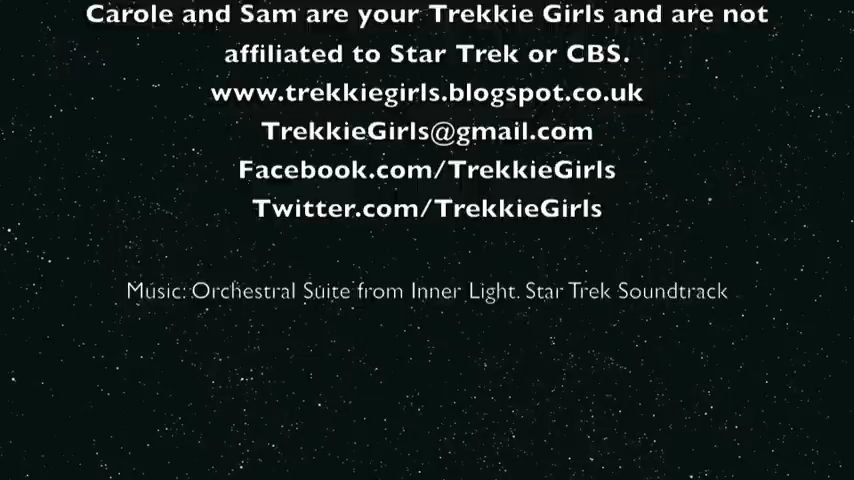 Carole and Sam are your Trekkie Girls and are not
affiliated to Star Trek or CBS.
www.trekkiegirls.blogspot.co.uk
TrekkieGirls@gmail.com
Facebook.com/TrekkieGirls
Twitter.com/TrekkieGirls
Music: Orchestral Suite from Inner Light. Star Trek Soundtrack